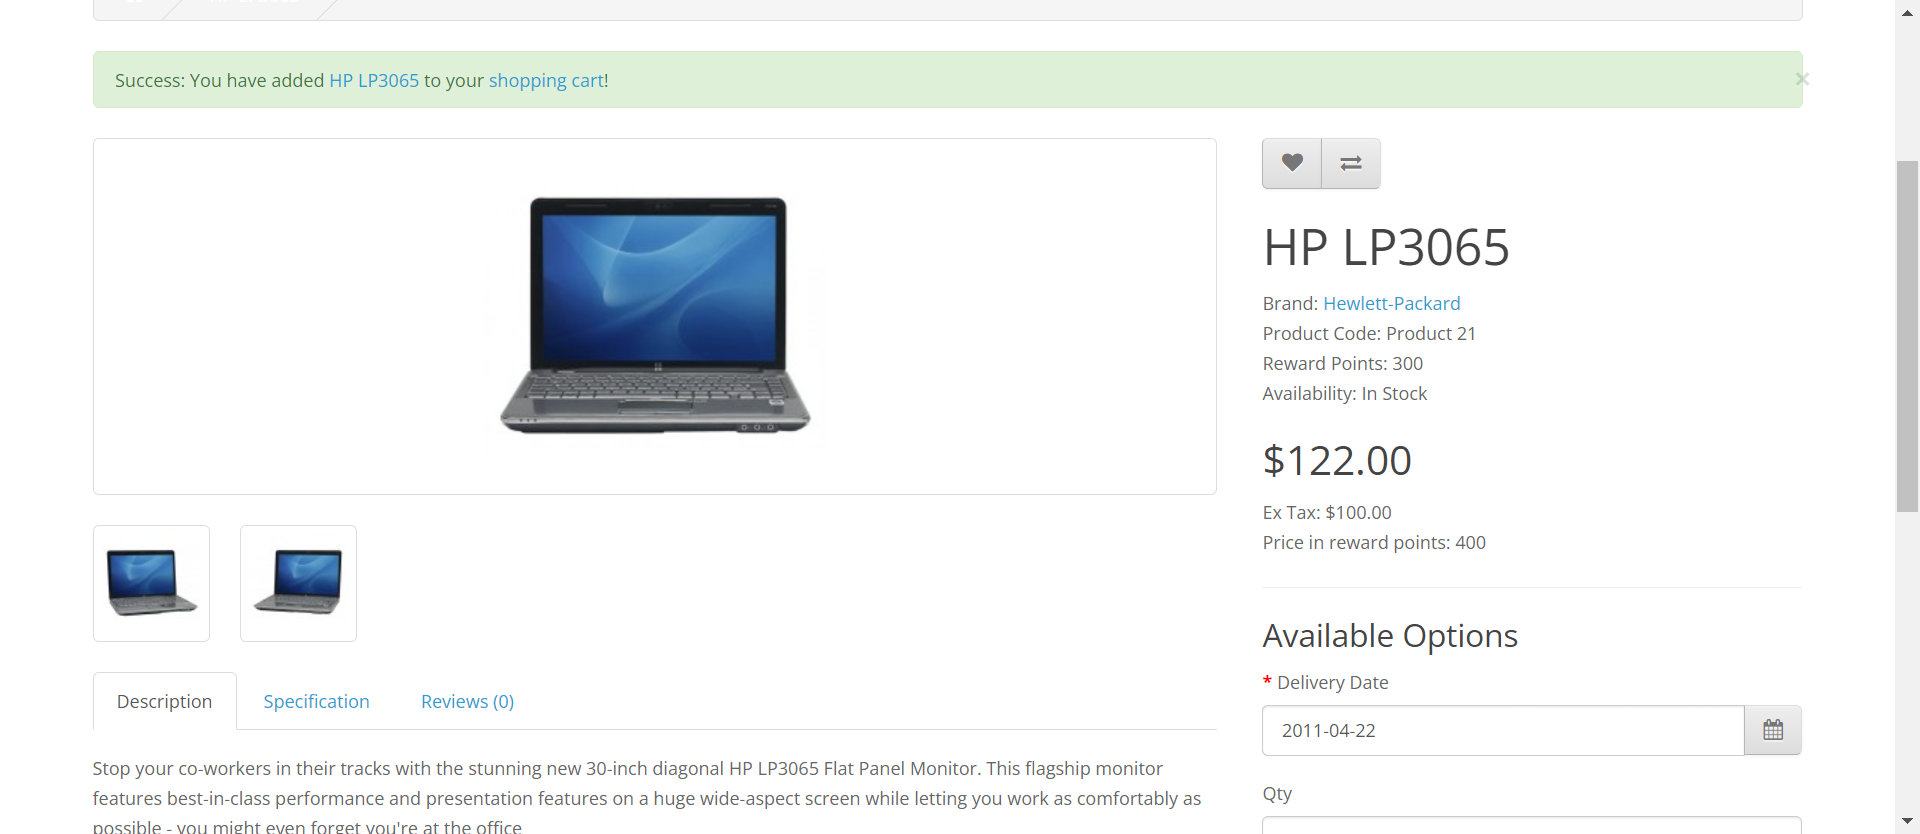 Success: You have added HP LP3065 to your shopping cart!
×
HP LP3065
Brand: Hewlett-Packard
Product Code: Product 21
Reward Points: 300
Availability: In Stock
$122.00
Ex Tax: $100.00
Price in reward points: 400
Available Options
* Delivery Date
2011-04-22
Qty
Description Specification Reviews (0)
Stop your co-workers in their tracks with the stunning new 30-inch diagonal HP LP3065 Flat Panel Monitor. This flagship monitor
features best-in-class performance and presentation features on a huge wide-aspect screen while letting you work as comfortably as
possible - you might even forget you're at the office